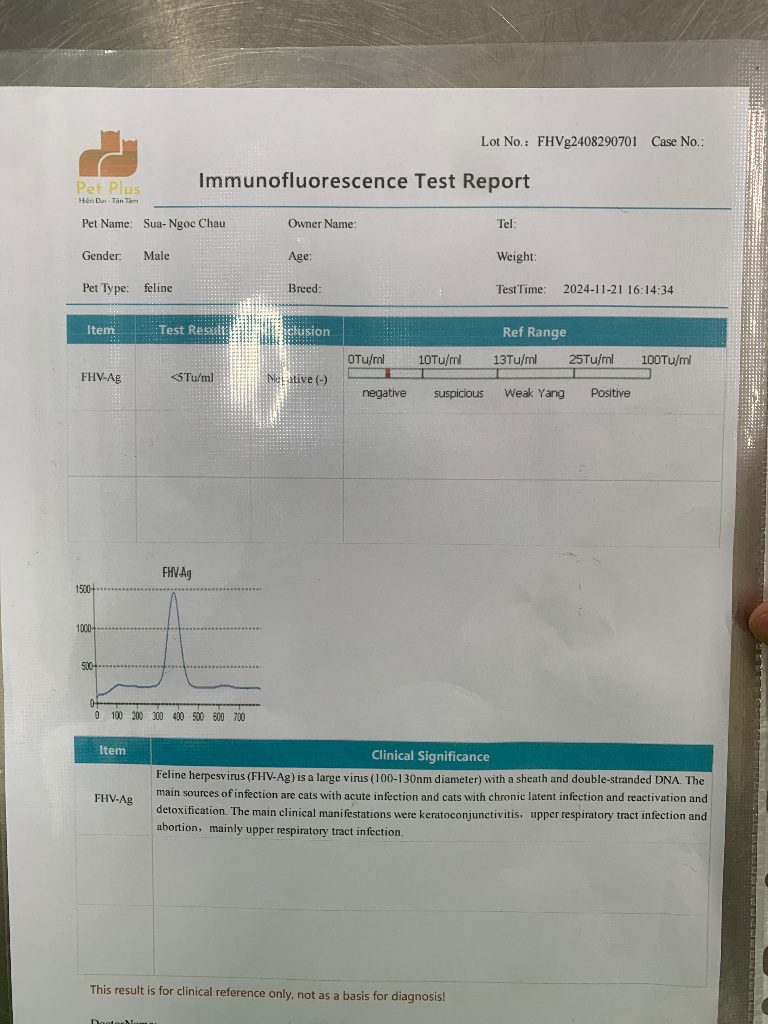 Lot No.: FHVg2408290701 Case No.:
Pet Plus
Hiện Đại - Tận Tâm
Immunofluorescence Test Report
Pet Name: Sua- Ngoc Chau Owner Name: Tel:
Gender: Male Age: Weight:
Pet Type: feline Breed: TestTime: 2024-11-21 16:14:34
Item Test Result Ref Range
0Tu/ml 10Tu/ml 13Tu/ml 25Tu/ml 100Tu/ml
FHV-Ag <5Tu/ml Negative (-)
negative suspicious Weak Yang Positive
FHV-Ag
1500
1000
500
0
0 100 200 300 400 500 600 700
Item Clinical Significance
FHV-Ag
Feline herpesvirus (FHV-Ag) is a large virus (100-130nm diameter) with a sheath and double-stranded DNA. The
main sources of infection are cats with acute infection and cats with chronic latent infection and reactivation and
detoxification. The main clinical manifestations were keratoconjunctivitis, upper respiratory tract infection and
abortion, mainly upper respiratory tract infection.
This result is for clinical reference only, not as a basis for diagnosis!
DoctorName: